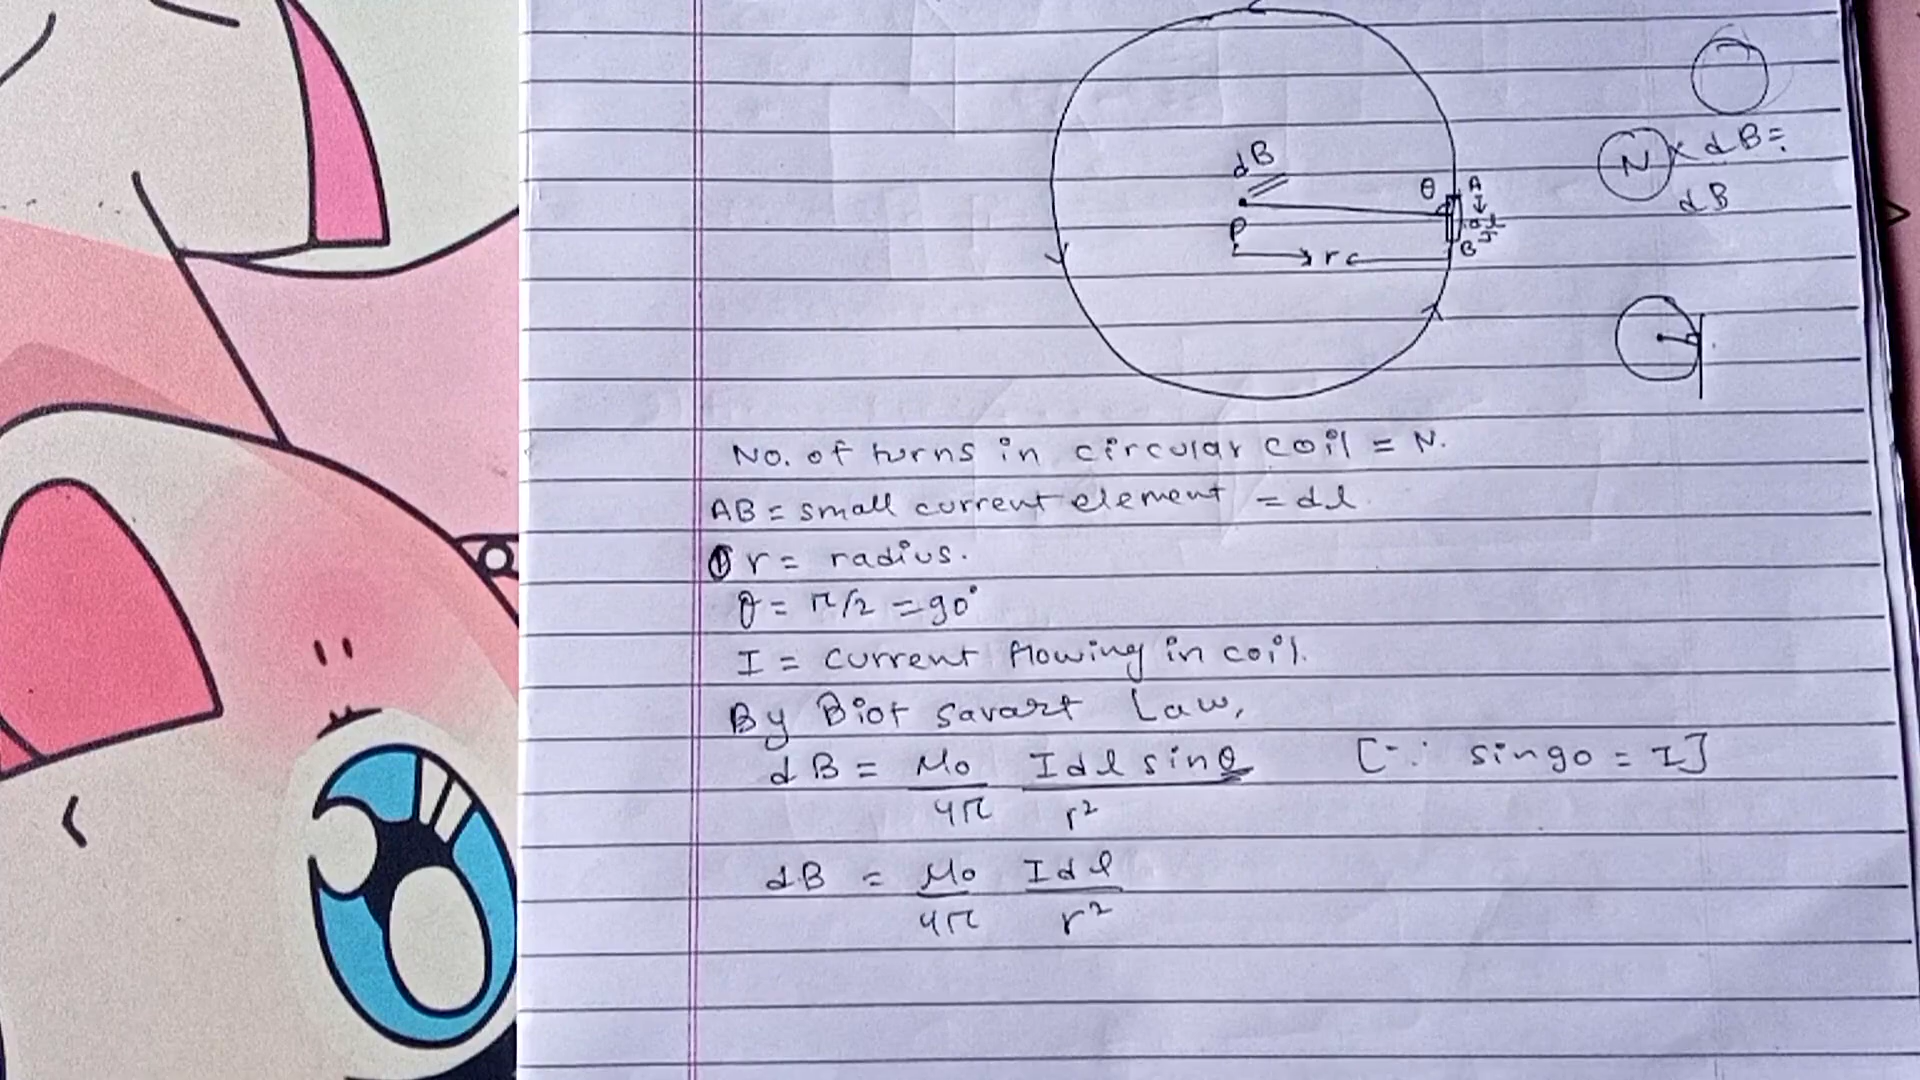 dB
θ A
dl
P
B
r
N × dB =
dB
No. of turns in circular coil = N.
AB = small current element = dl.
r = radius.
θ = π/2 = 90°
I = current flowing in coil.
By Biot savart Law,
dB = μ₀/4π Idl sinθ/r² [∵ sin90 = 1]
dB = μ₀/4π Idl/r²